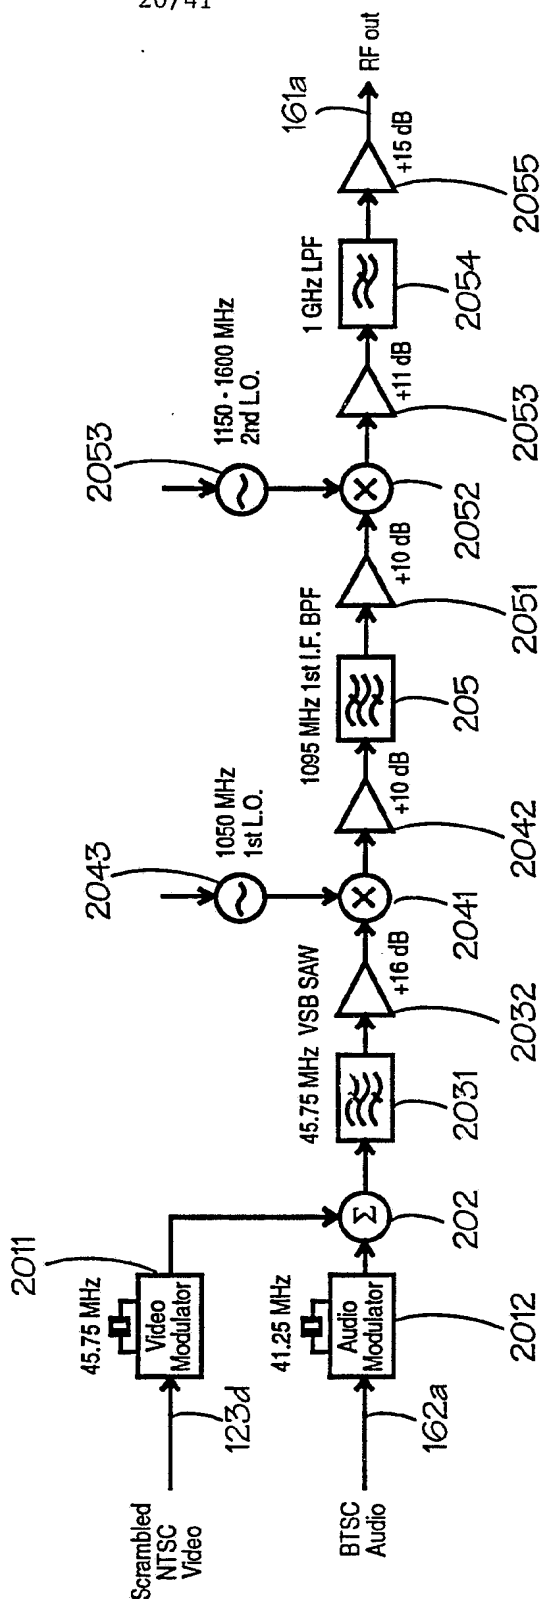 20/41
Scrambled
NTSC
Video
123d
45.75 MHz
Video
Modulator
2011
BTSC
Audio
162a
41.25 MHz
Audio
Modulator
2012
Σ
202
45.75 MHz VSB SAW
2031
+16 dB
2032
2043
1050 MHz
1st L.O.
2041
+10 dB
2042
1095 MHz 1st I.F. BPF
205
+10 dB
2051
2053
1150 - 1600 MHz
2nd L.O.
2052
+11 dB
2053
1 GHz LPF
2054
+15 dB
2055
161a
RF out